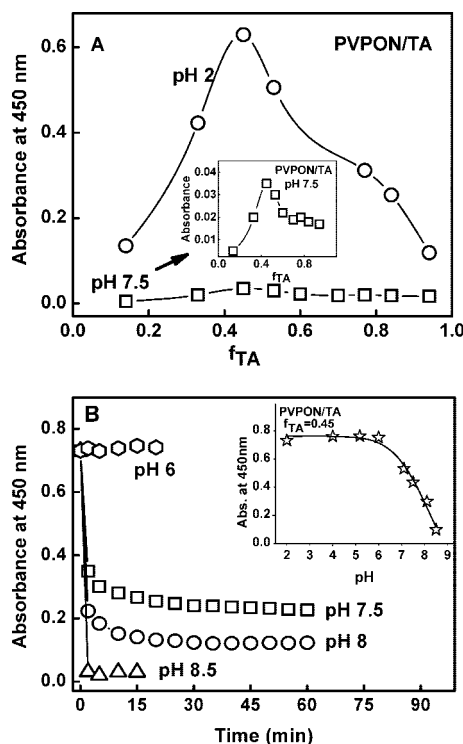 A
PVPON/TA
pH 2
Absorbance at 450 nm
0.6
0.4
0.2
0.0
pH 7.5
PVPON/TA
pH 7.5
Absorbance
0.04
0.03
0.02
0.01
0.0 0.4 0.8
fTA
0.0 0.2 0.4 0.6 0.8 1.0
fTA
B
Absorbance at 450 nm
0.8
0.6
0.4
0.2
0.0
pH 6
pH 7.5
pH 8
pH 8.5
PVPON/TA
fTA=0.45
Abs. at 450nm
0.8
0.6
0.4
0.2
0.0
2 3 4 5 6 7 8 9
pH
0 15 30 45 60 75 90
Time (min)